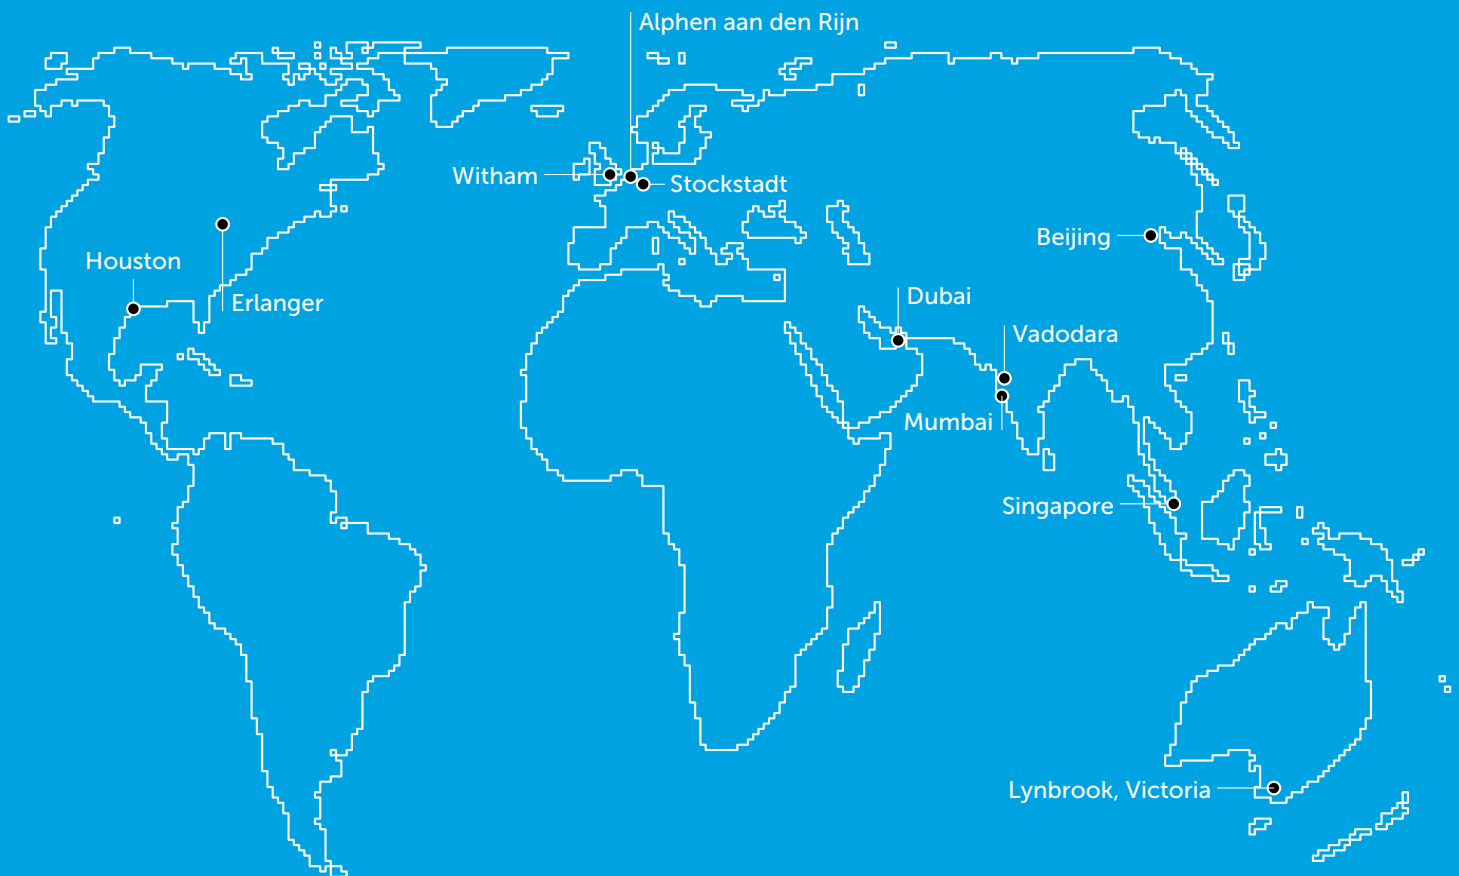 Alphen aan den Rijn
Witham
Stockstadt
Beijing
Houston
Erlanger
Dubai
Vadodara
Mumbai
Singapore
Lynbrook, Victoria